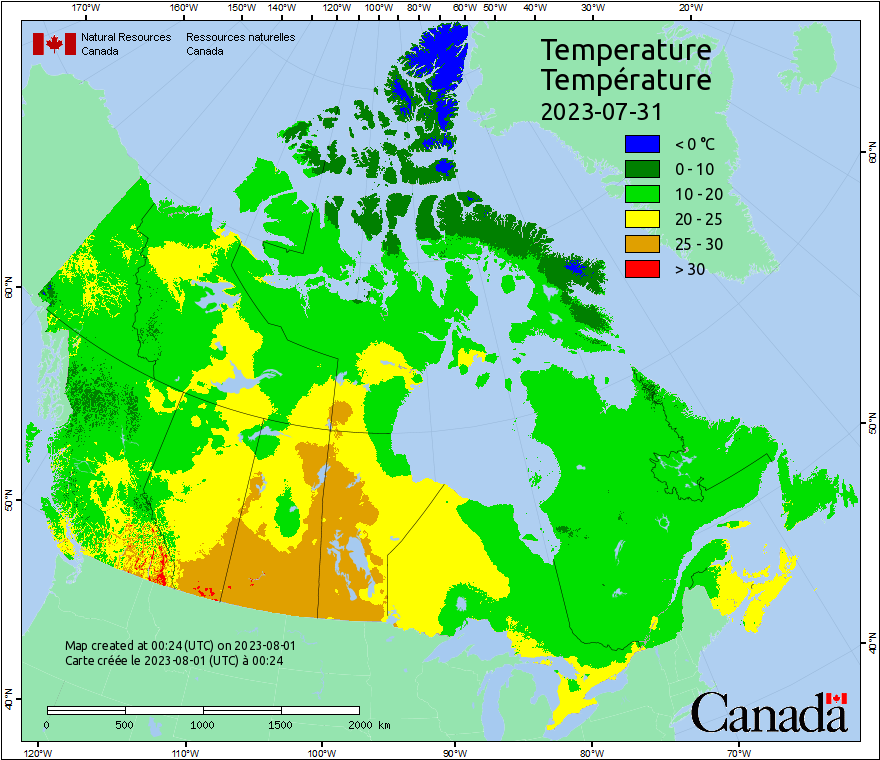 170°W 160°W 150°W 140°W 130°W 120°W 110°W 100°W 80°W 60°W 50°W 40°W 30°W 20°W
Natural Resources Ressources naturelles
Canada Canada
Temperature
Température
2023-07-31
< 0 °C
0 - 10
10 - 20
20 - 25
25 - 30
> 30
60°N
60°N
50°N
50°N
40°N
40°N
Map created at 00:24 (UTC) on 2023-08-01
Carte créée le 2023-08-01 (UTC) à 00:24
0 500 1000 1500 2000 km
Canada
120°W 110°W 100°W 90°W 80°W 70°W